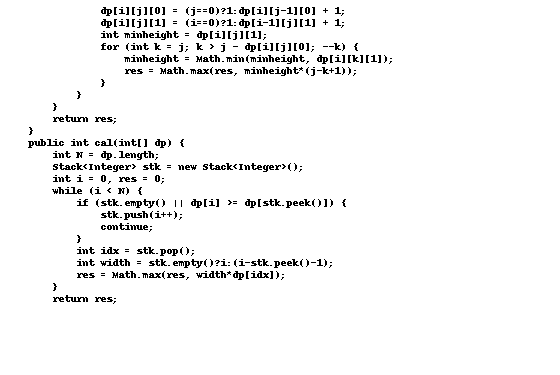 dp[i][j][0] = (j==0)?1:dp[i][j-1][0] + 1;
dp[i][j][1] = (i==0)?1:dp[i-1][j][1] + 1;
int minheight = dp[i][j][1];
for (int k = j; k > j - dp[i][j][0]; --k) {
minheight = Math.min(minheight, dp[i][k][1]);
res = Math.max(res, minheight*(j-k+1));
}
}
}
return res;
}
public int cal(int[] dp) {
int N = dp.length;
Stack<Integer> stk = new Stack<Integer>();
int i = 0, res = 0;
while (i < N) {
if (stk.empty() || dp[i] >= dp[stk.peek()]) {
stk.push(i++);
continue;
}
int idx = stk.pop();
int width = stk.empty()?i:(i-stk.peek()-1);
res = Math.max(res, width*dp[idx]);
}
return res;